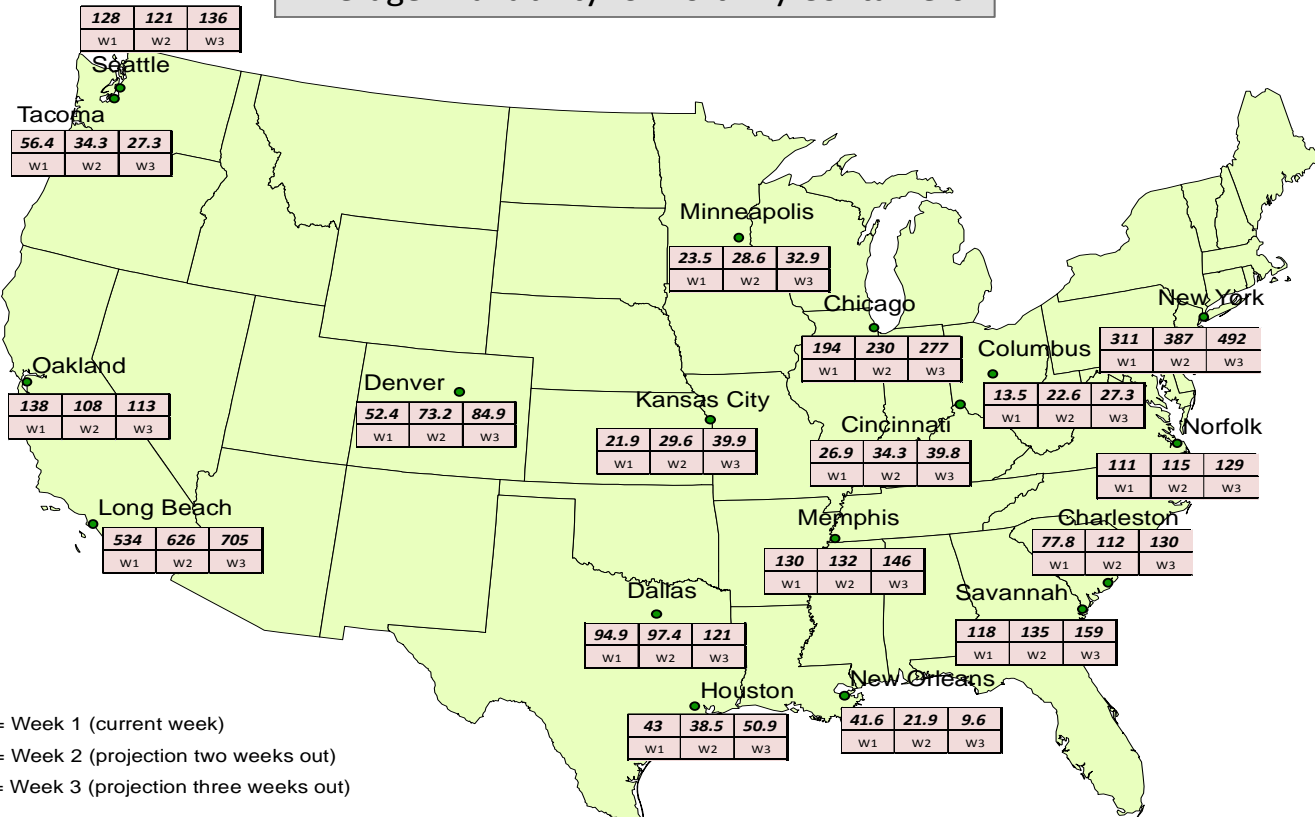 128 121 136
W1 W2 W3
Seattle
Tacoma
56.4 34.3 27.3
W1 W2 W3
Minneapolis
23.5 28.6 32.9
W1 W2 W3
Chicago
194 230 277
W1 W2 W3
New York
311 387 492
W1 W2 W3
Columbus
13.5 22.6 27.3
W1 W2 W3
Oakland
138 108 113
W1 W2 W3
Denver
52.4 73.2 84.9
W1 W2 W3
Kansas City
21.9 29.6 39.9
W1 W2 W3
Cincinnati
26.9 34.3 39.8
W1 W2 W3
Norfolk
111 115 129
W1 W2 W3
Long Beach
534 626 705
W1 W2 W3
Memphis
130 132 146
W1 W2 W3
Charleston
77.8 112 130
W1 W2 W3
Dallas
94.9 97.4 121
W1 W2 W3
Savannah
118 135 159
W1 W2 W3
Houston
43 38.5 50.9
W1 W2 W3
New Orleans
41.6 21.9 9.6
W1 W2 W3
= Week 1 (current week)
= Week 2 (projection two weeks out)
= Week 3 (projection three weeks out)